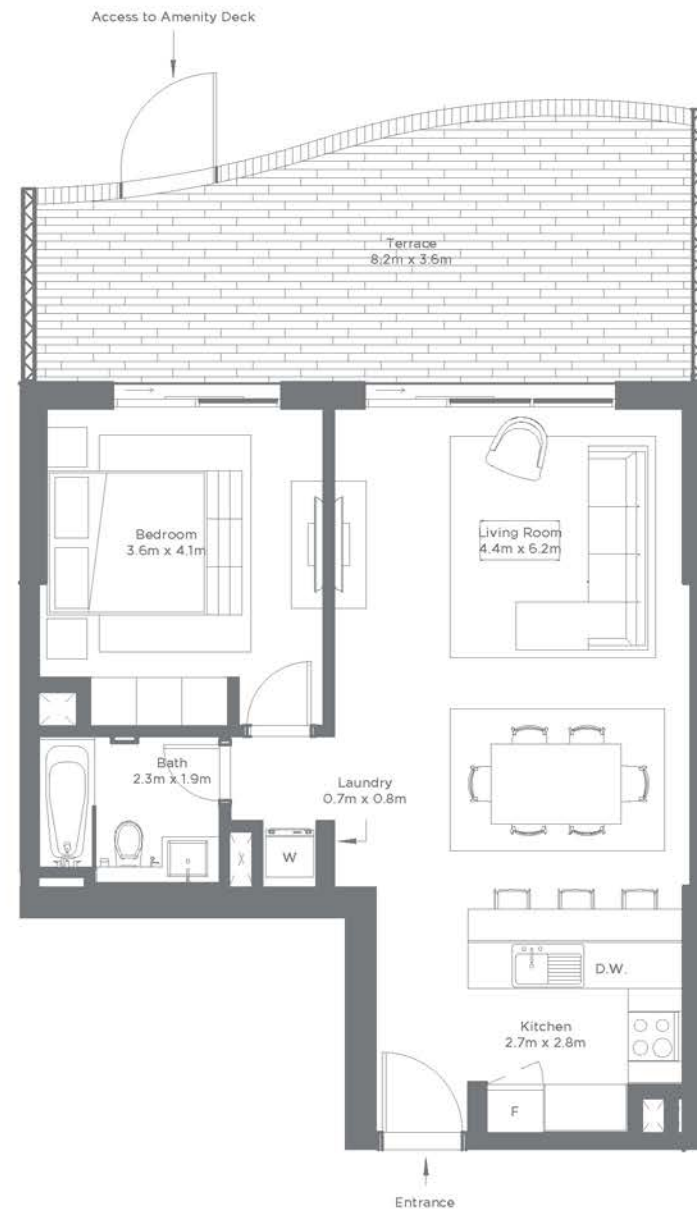 Access to Amenity Deck
Terrace
8.2m x 3.6m
Bedroom
3.6m x 4.1m
Living Room
4.4m x 6.2m
Bath
2.3m x 1.9m
Laundry
0.7m x 0.8m
W
D.W.
Kitchen
2.7m x 2.8m
F
Entrance